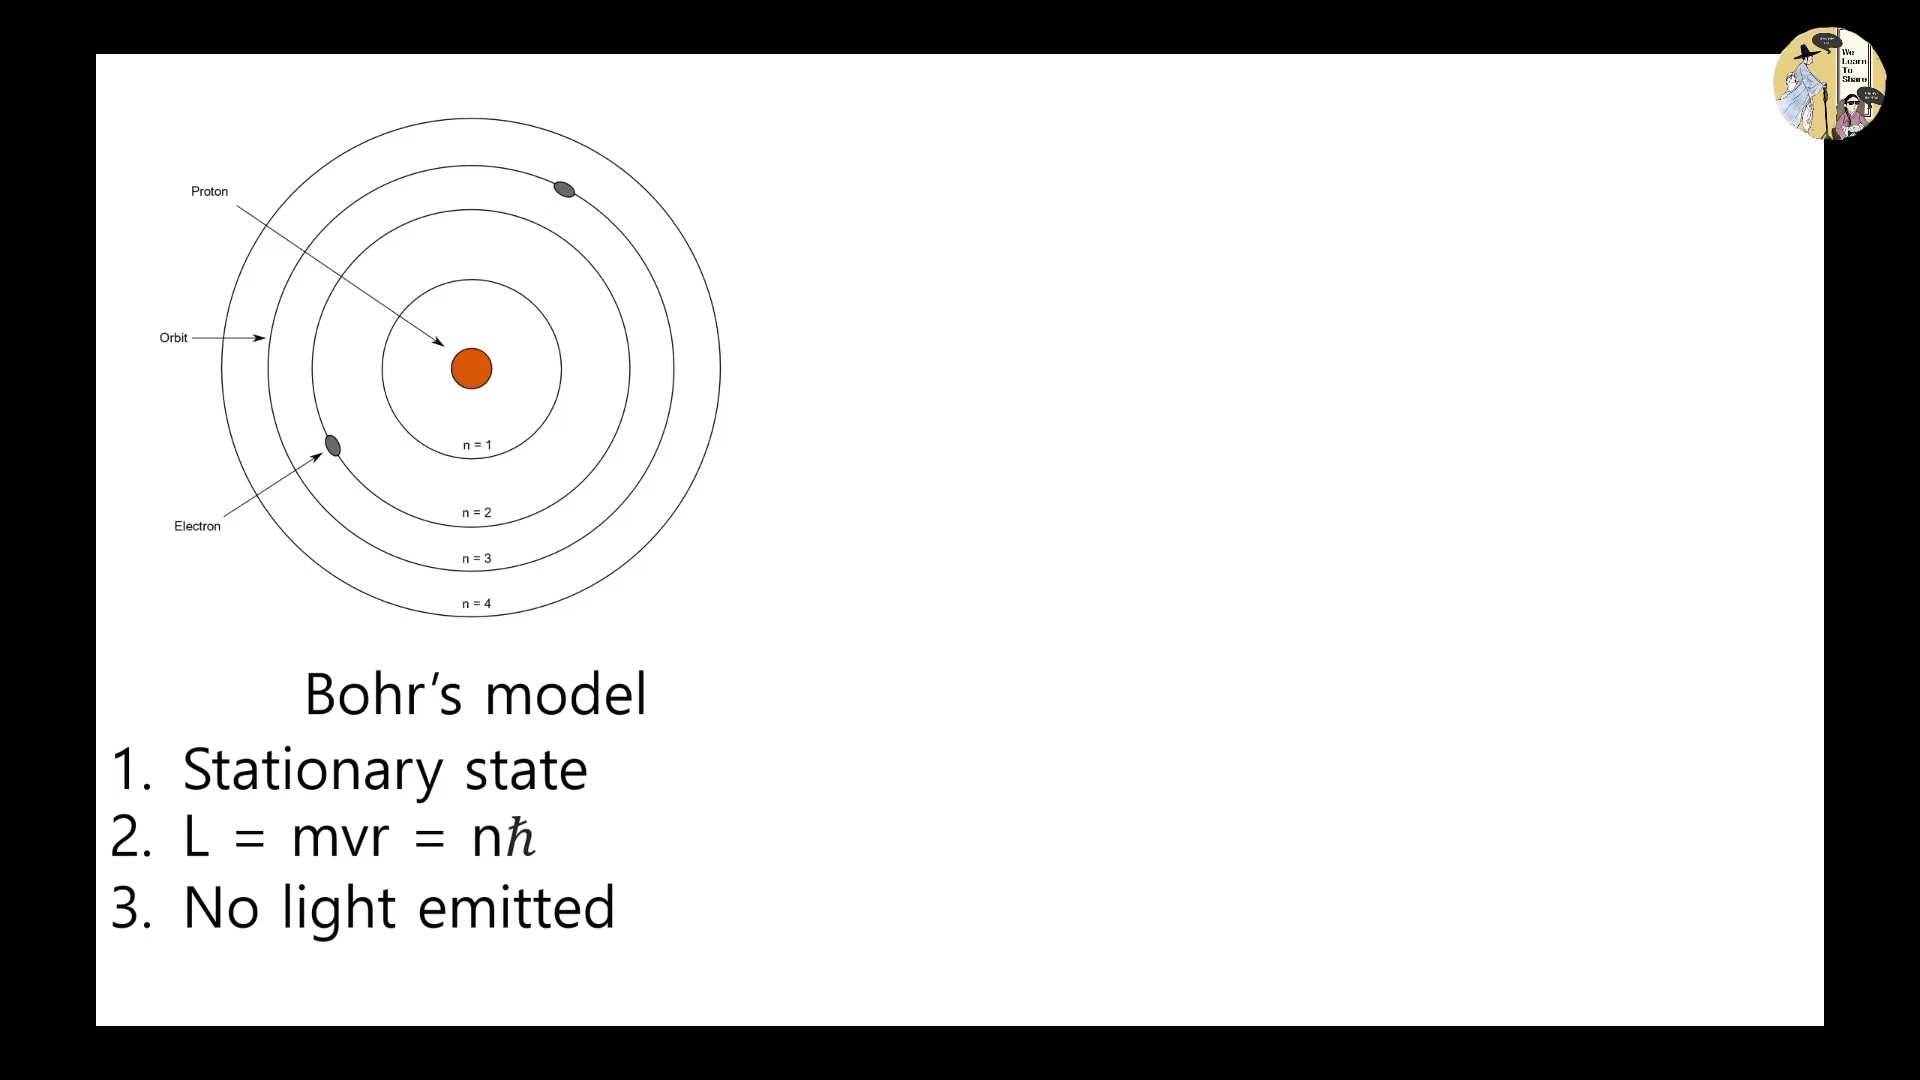 We
Learn
To
Share
Proton
Orbit
n = 1
n = 2
Electron
n = 3
n = 4
Bohr’s model
1. Stationary state
2. L = mvr = nℏ
3. No light emitted